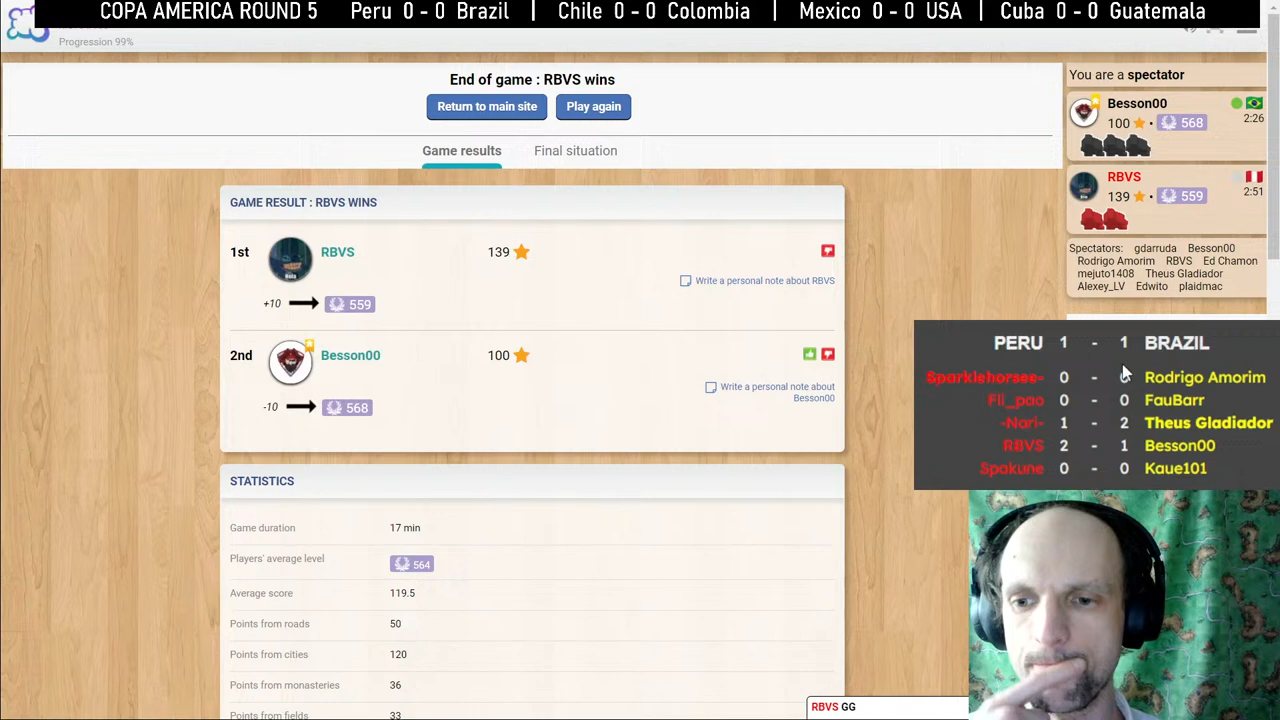 COPA AMERICA ROUND 5 Peru 0 - 0 Brazil | Chile 0 - 0 Colombia | Mexico 0 - 0 USA | Cuba 0 - 0 Guatemala
Progression 99%
End of game : RBVS wins
Return to main site Play again
Game results Final situation
GAME RESULT : RBVS WINS
1st RBVS 139
Write a personal note about RBVS
+10 559
2nd Besson00 100
Write a personal note about
Besson00
-10 568
STATISTICS
Game duration 17 min
Players' average level 564
Average score 119.5
Points from roads 50
Points from cities 120
Points from monasteries 36
Points from fields 33
You are a spectator
Besson00
100 • 568 2:26
RBVS
139 • 559 2:51
Spectators: gdarruda Besson00
Rodrigo Amorim RBVS Ed Chamon
mejuto1408 Theus Gladiador
Alexey_LV Edwito plaidmac
PERU 1 - 1 BRAZIL
Sparklehorsee- 0 - 0 Rodrigo Amorim
Fli_pao 0 - 0 FauBarr
-Nari- 1 - 2 Theus Gladiador
RBVS 2 - 1 Besson00
Spokune 0 - 0 Kaue101
RBVS GG